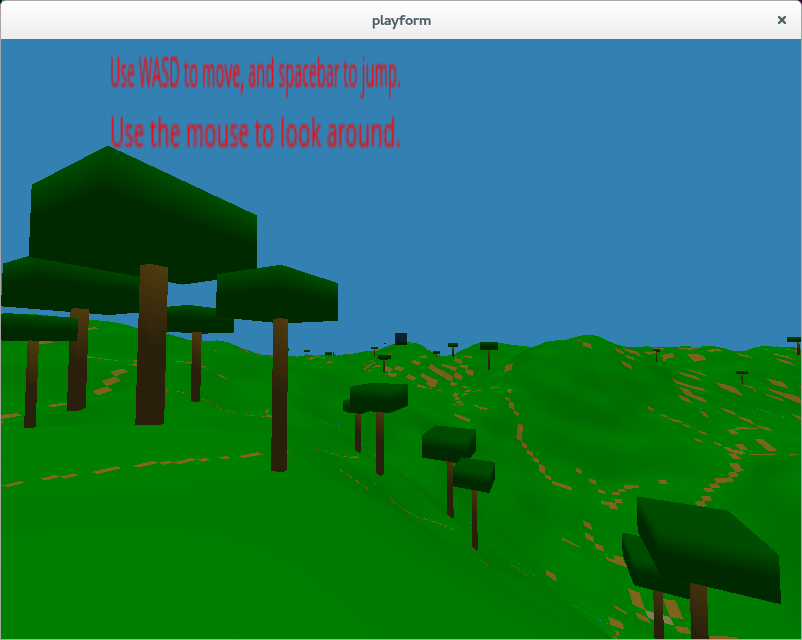 playform
Use WASD to move, and spacebar to jump.
Use the mouse to look around.